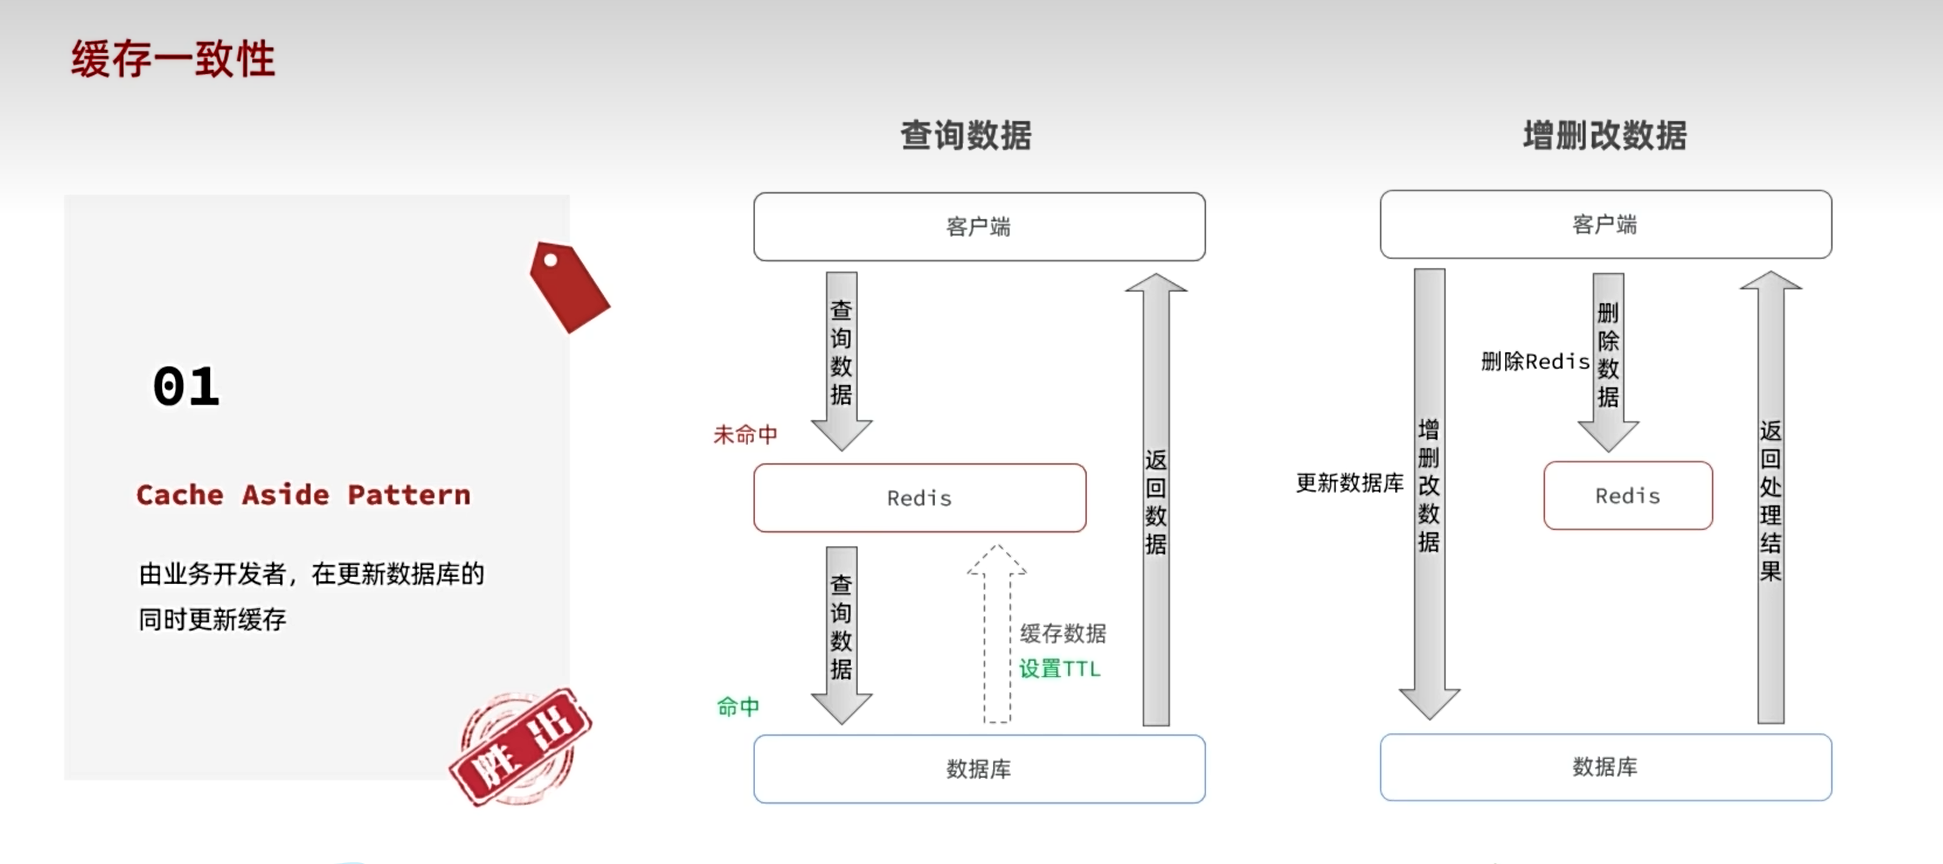 缓存一致性
01
Cache Aside Pattern
由业务开发者，在更新数据库的
同时更新缓存
胜出
查询数据
客户端
查询数据
未命中
Redis
查询数据
缓存数据
设置TTL
命中
返回数据
数据库
增删改数据
客户端
删除数据
删除Redis
更新数据库
增删改数据
Redis
返回处理结果
数据库